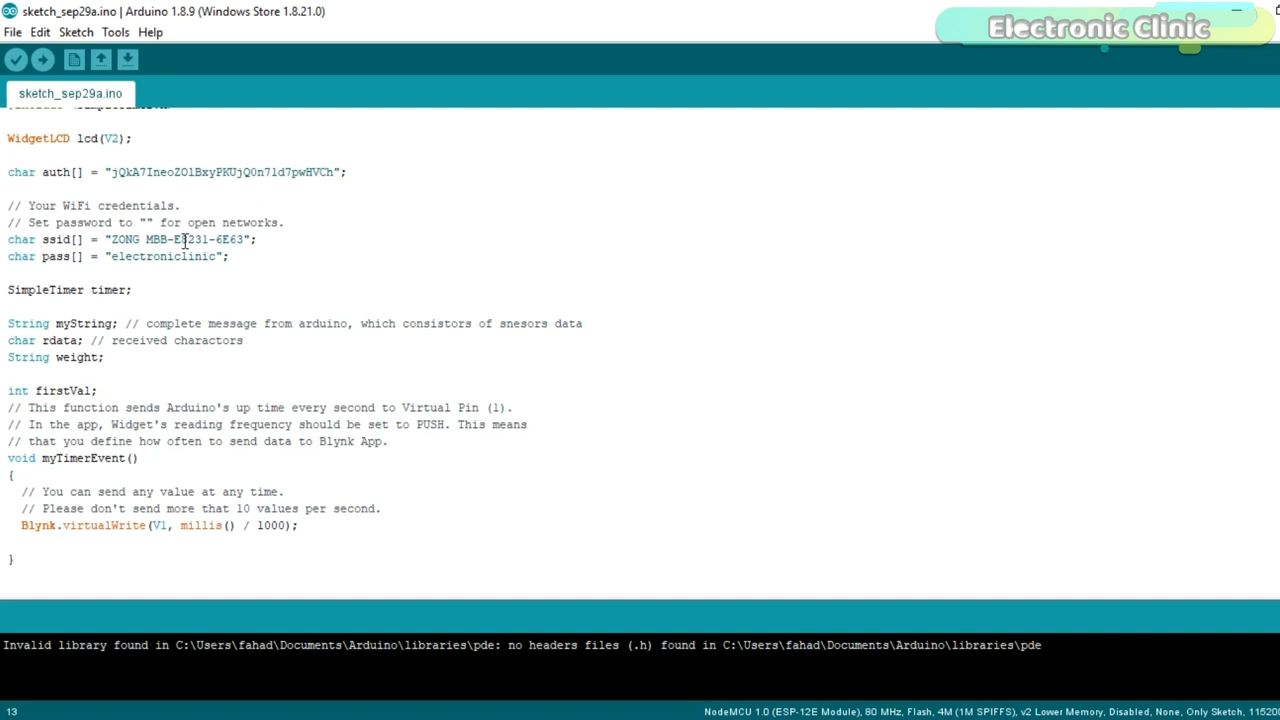 sketch_sep29a.ino | Arduino 1.8.9 (Windows Store 1.8.21.0)
Electronic Clinic
File Edit Sketch Tools Help
sketch_sep29a.ino
WidgetLCD lcd(V2);
char auth[] = "jQkA7IneoZOlBxyPKUjQ0n7ld7pwHVCh";
// Your WiFi credentials.
// Set password to "" for open networks.
char ssid[] = "ZONG MBB-E8231-6E63";
char pass[] = "electroniclinic";
SimpleTimer timer;
String myString; // complete message from arduino, which consistors of snesors data
char rdata; // received charactors
String weight;
int firstVal;
// This function sends Arduino's up time every second to Virtual Pin (1).
// In the app, Widget's reading frequency should be set to PUSH. This means
// that you define how often to send data to Blynk App.
void myTimerEvent()
{
// You can send any value at any time.
// Please don't send more that 10 values per second.
Blynk.virtualWrite(V1, millis() / 1000);
}
Invalid library found in C:\Users\fahad\Documents\Arduino\libraries\pde: no headers files (.h) found in C:\Users\fahad\Documents\Arduino\libraries\pde
13
NodeMCU 1.0 (ESP-12E Module), 80 MHz, Flash, 4M (1M SPIFFS), v2 Lower Memory, Disabled, None, Only Sketch, 11520